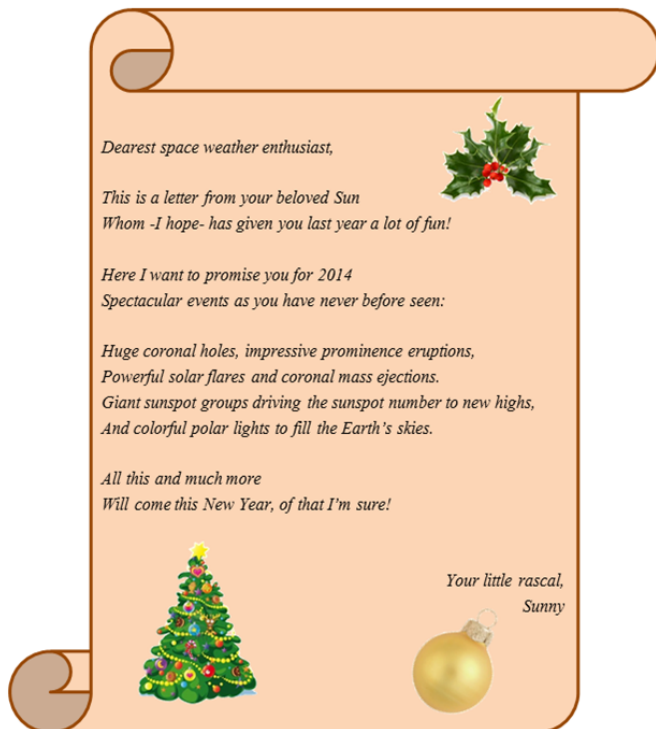 Dearest space weather enthusiast,
This is a letter from your beloved Sun
Whom -I hope- has given you last year a lot of fun!
Here I want to promise you for 2014
Spectacular events as you have never before seen:
Huge coronal holes, impressive prominence eruptions,
Powerful solar flares and coronal mass ejections.
Giant sunspot groups driving the sunspot number to new highs,
And colorful polar lights to fill the Earth’s skies.
All this and much more
Will come this New Year, of that I’m sure!
Your little rascal,
Sunny